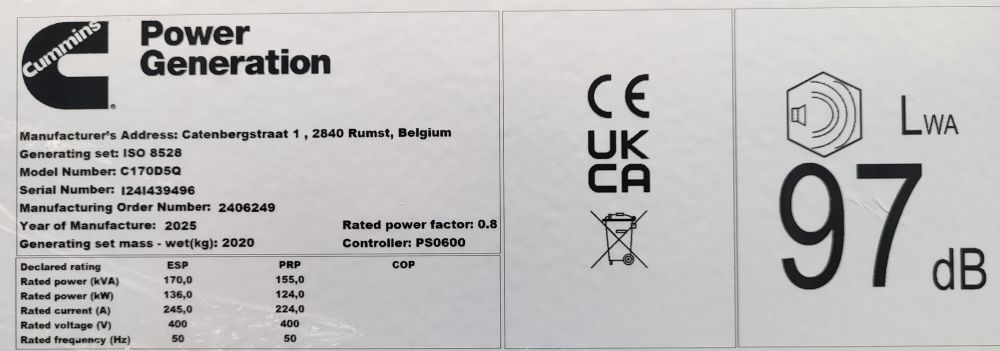 Cummins
Power
Generation
Manufacturer's Address: Catenbergstraat 1 , 2840 Rumst, Belgium
Generating set: ISO 8528
Model Number: C170D5Q
Serial Number: I24I439496
Manufacturing Order Number: 2406249
Year of Manufacture: 2025 Rated power factor: 0.8
Generating set mass - wet(kg): 2020 Controller: PS0600
Declared rating ESP PRP COP
Rated power (kVA) 170,0 155,0
Rated power (kW) 136,0 124,0
Rated current (A) 245,0 224,0
Rated voltage (V) 400 400
Rated frequency (Hz) 50 50
CE
UK
CA
LWA
97 dB